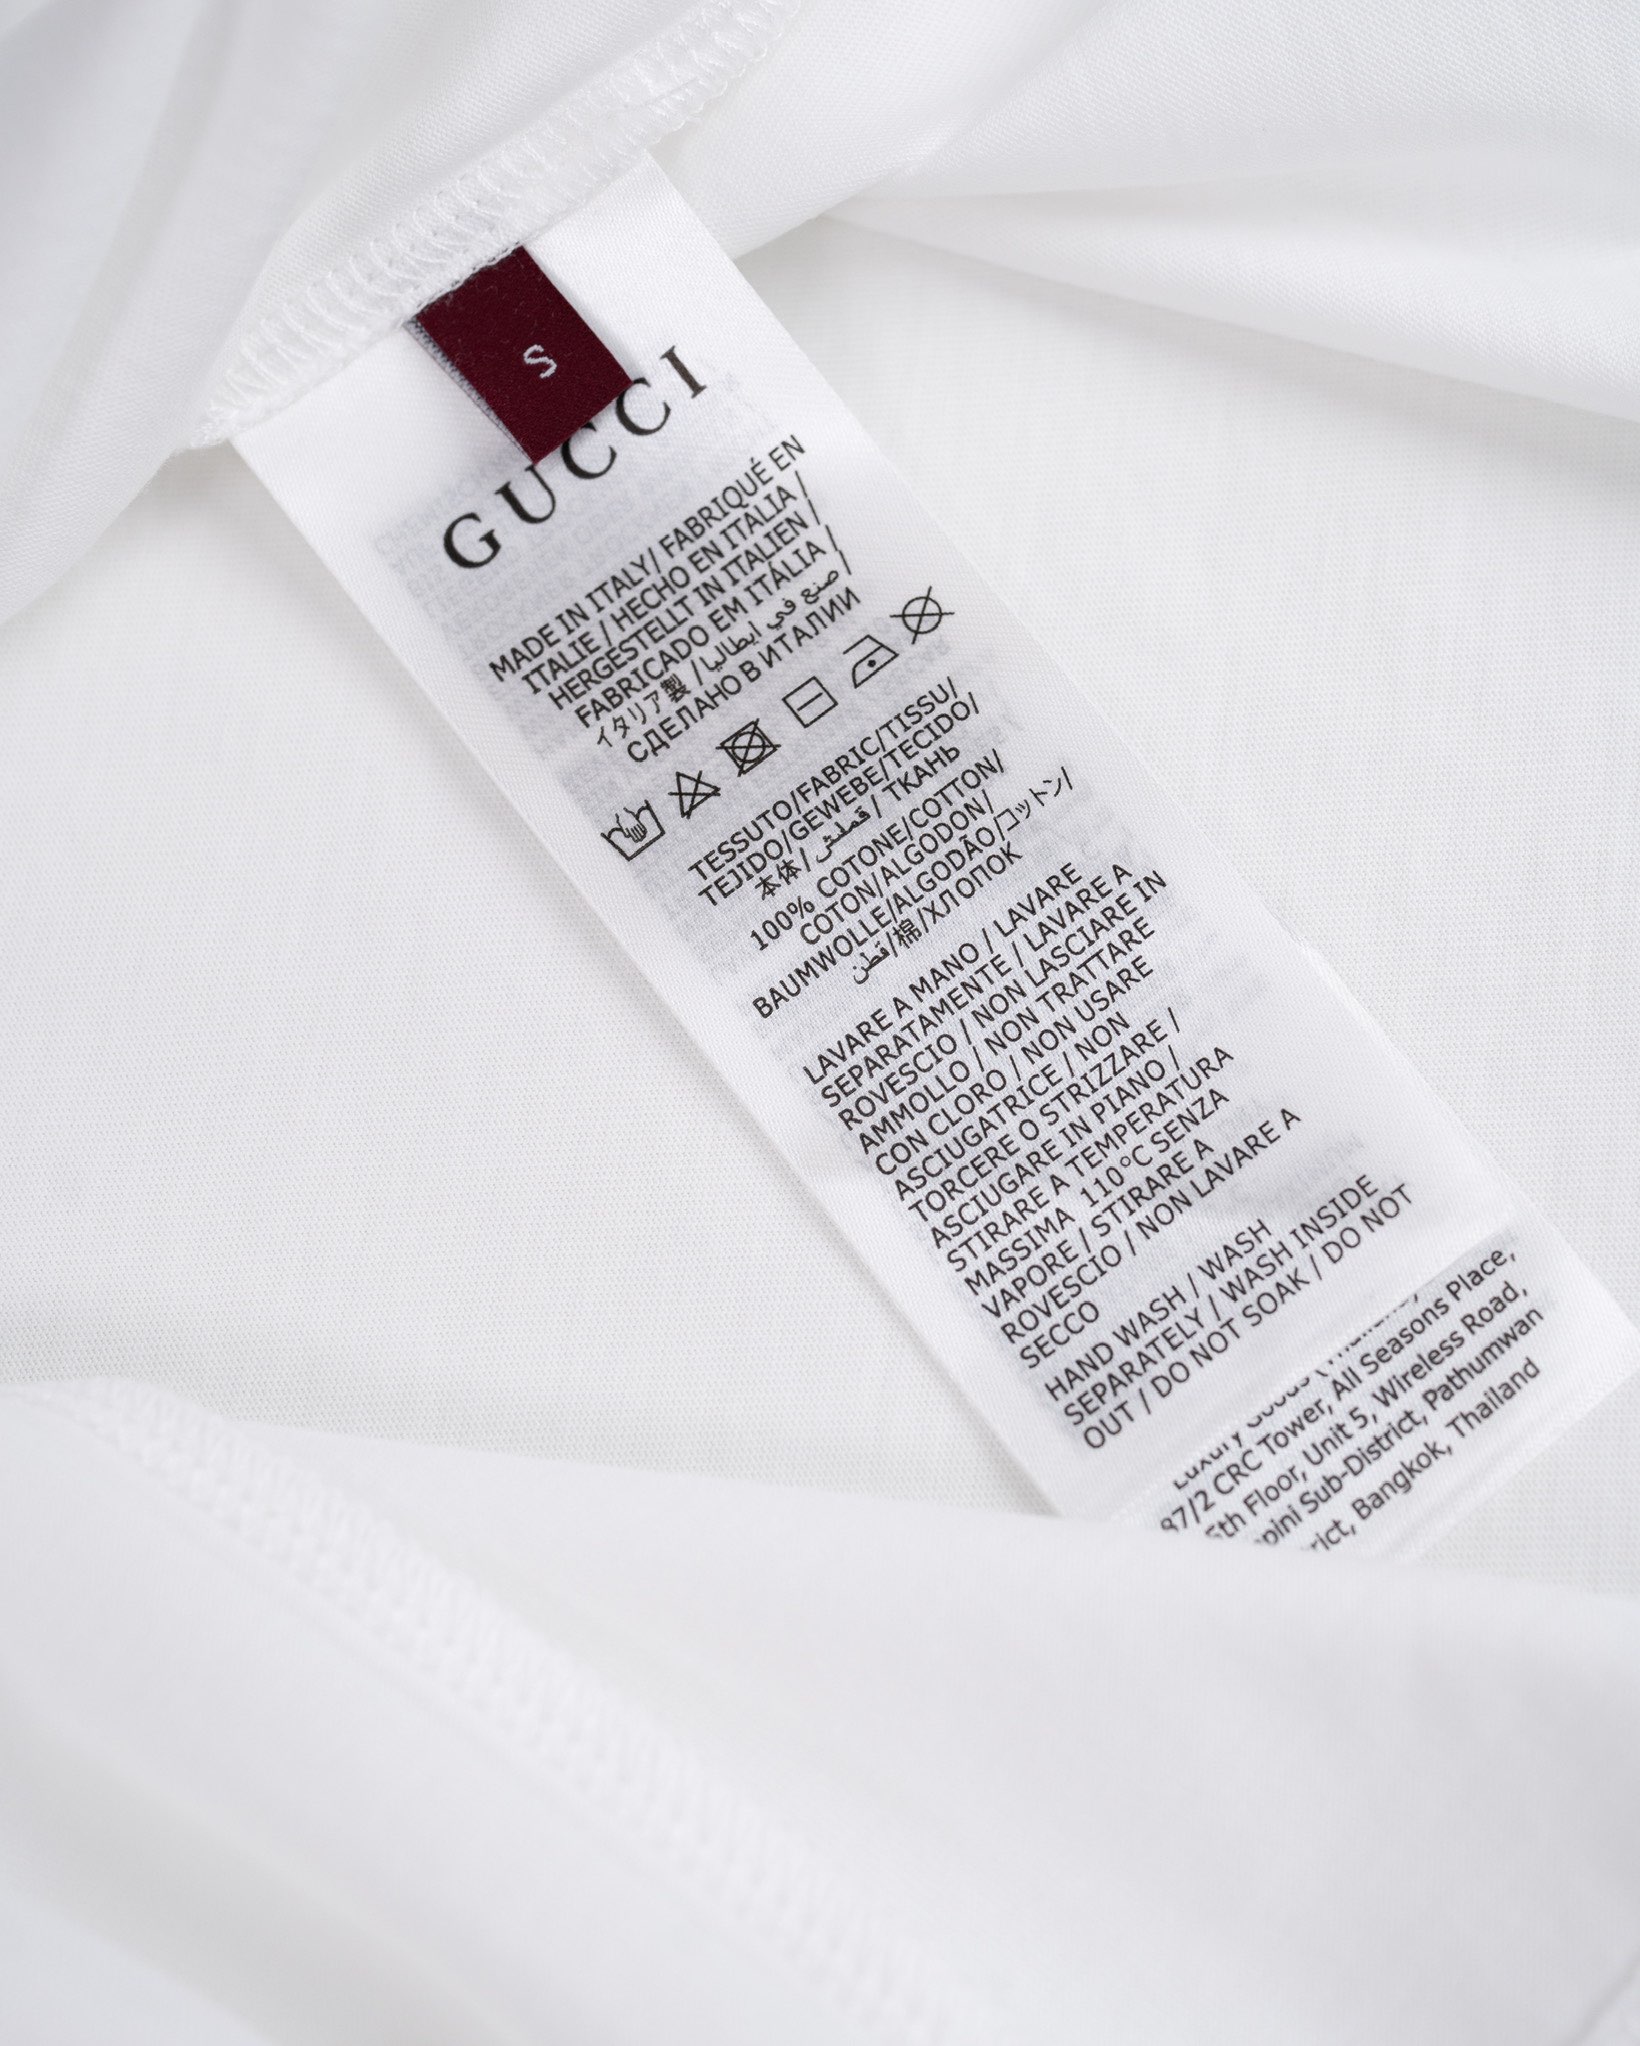 S
GUCCI
MADE IN ITALY/ FABRIQUÉ EN
ITALIE / HECHO EN ITALIA /
HERGESTELLT IN ITALIEN /
FABRICADO EM ITÁLIA /
イタリア製 / صنع في ايطاليا /
СДЕЛАНО В ИТАЛИИ
TESSUTO/FABRIC/TISSU/
TEJIDO/GEWEBE/TECIDO/
本体/ قملش / ТКАНЬ
100% COTONE/COTTON/
COTON/ALGODON/
BAUMWOLLE/ALGODÃO/コットン/
قطن/棉/ХЛОПОК
LAVARE A MANO / LAVARE
SEPARATAMENTE / LAVARE A
ROVESCIO / NON LASCIARE IN
AMMOLLO / NON TRATTARE
CON CLORO / NON USARE
ASCIUGATRICE / NON
TORCERE O STRIZZARE /
ASCIUGARE IN PIANO /
STIRARE A TEMPERATURA
MASSIMA 110°C SENZA
VAPORE / STIRARE A
ROVESCIO / NON LAVARE A
SECCO
HAND WASH / WASH
SEPARATELY / WASH INSIDE
OUT / DO NOT SOAK / DO NOT
Luxury
87/2 CRC Tower, All Seasons Place,
5th Floor, Unit 5, Wireless Road,
Sub-District, Pathumwan
Bangkok, Thailand